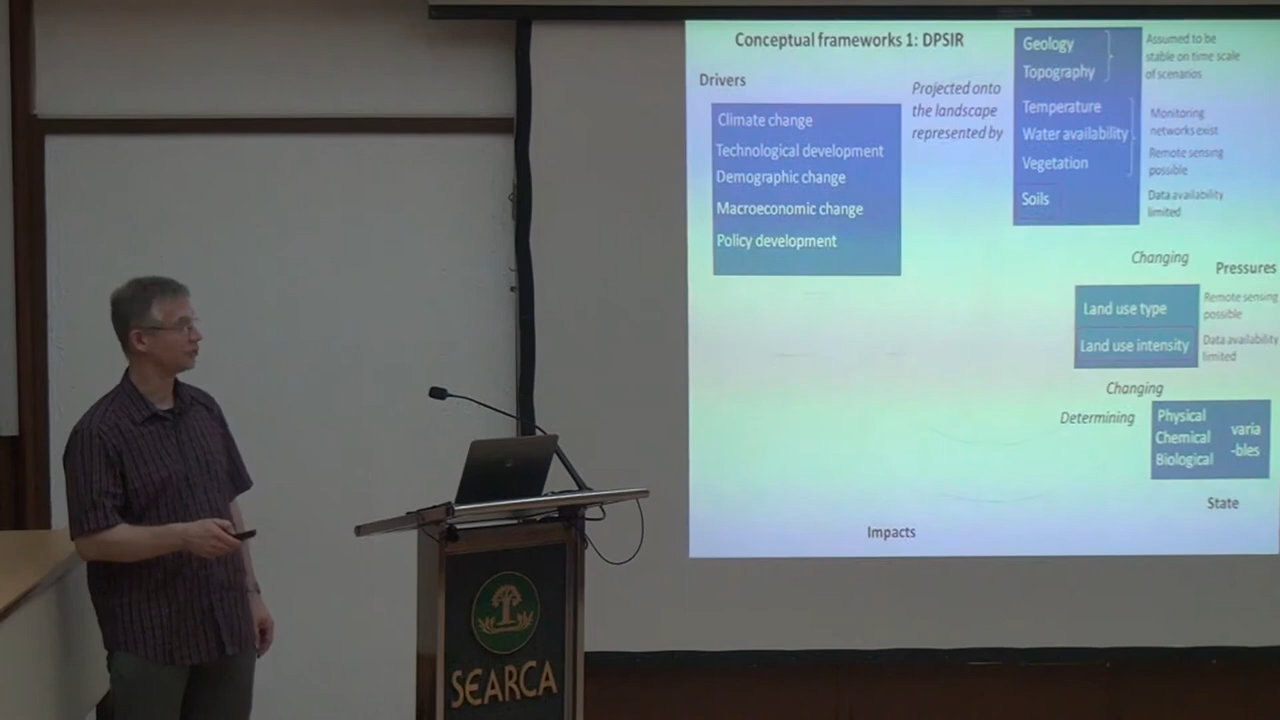 Conceptual frameworks 1: DPSIR
Drivers
Climate change
Technological development
Demographic change
Macroeconomic change
Policy development
Projected onto
the landscape
represented by
Geology
Topography
Temperature
Water availability
Vegetation
Soils
Assumed to be
stable on time scale
of scenarios
Monitoring
networks exist
Remote sensing
possible
Data availability
limited
Changing
Pressures
Land use type
Land use intensity
Remote sensing
possible
Data availability
limited
Changing
Determining
Physical
Chemical
Biological
varia
-bles
State
Impacts
SEARCA